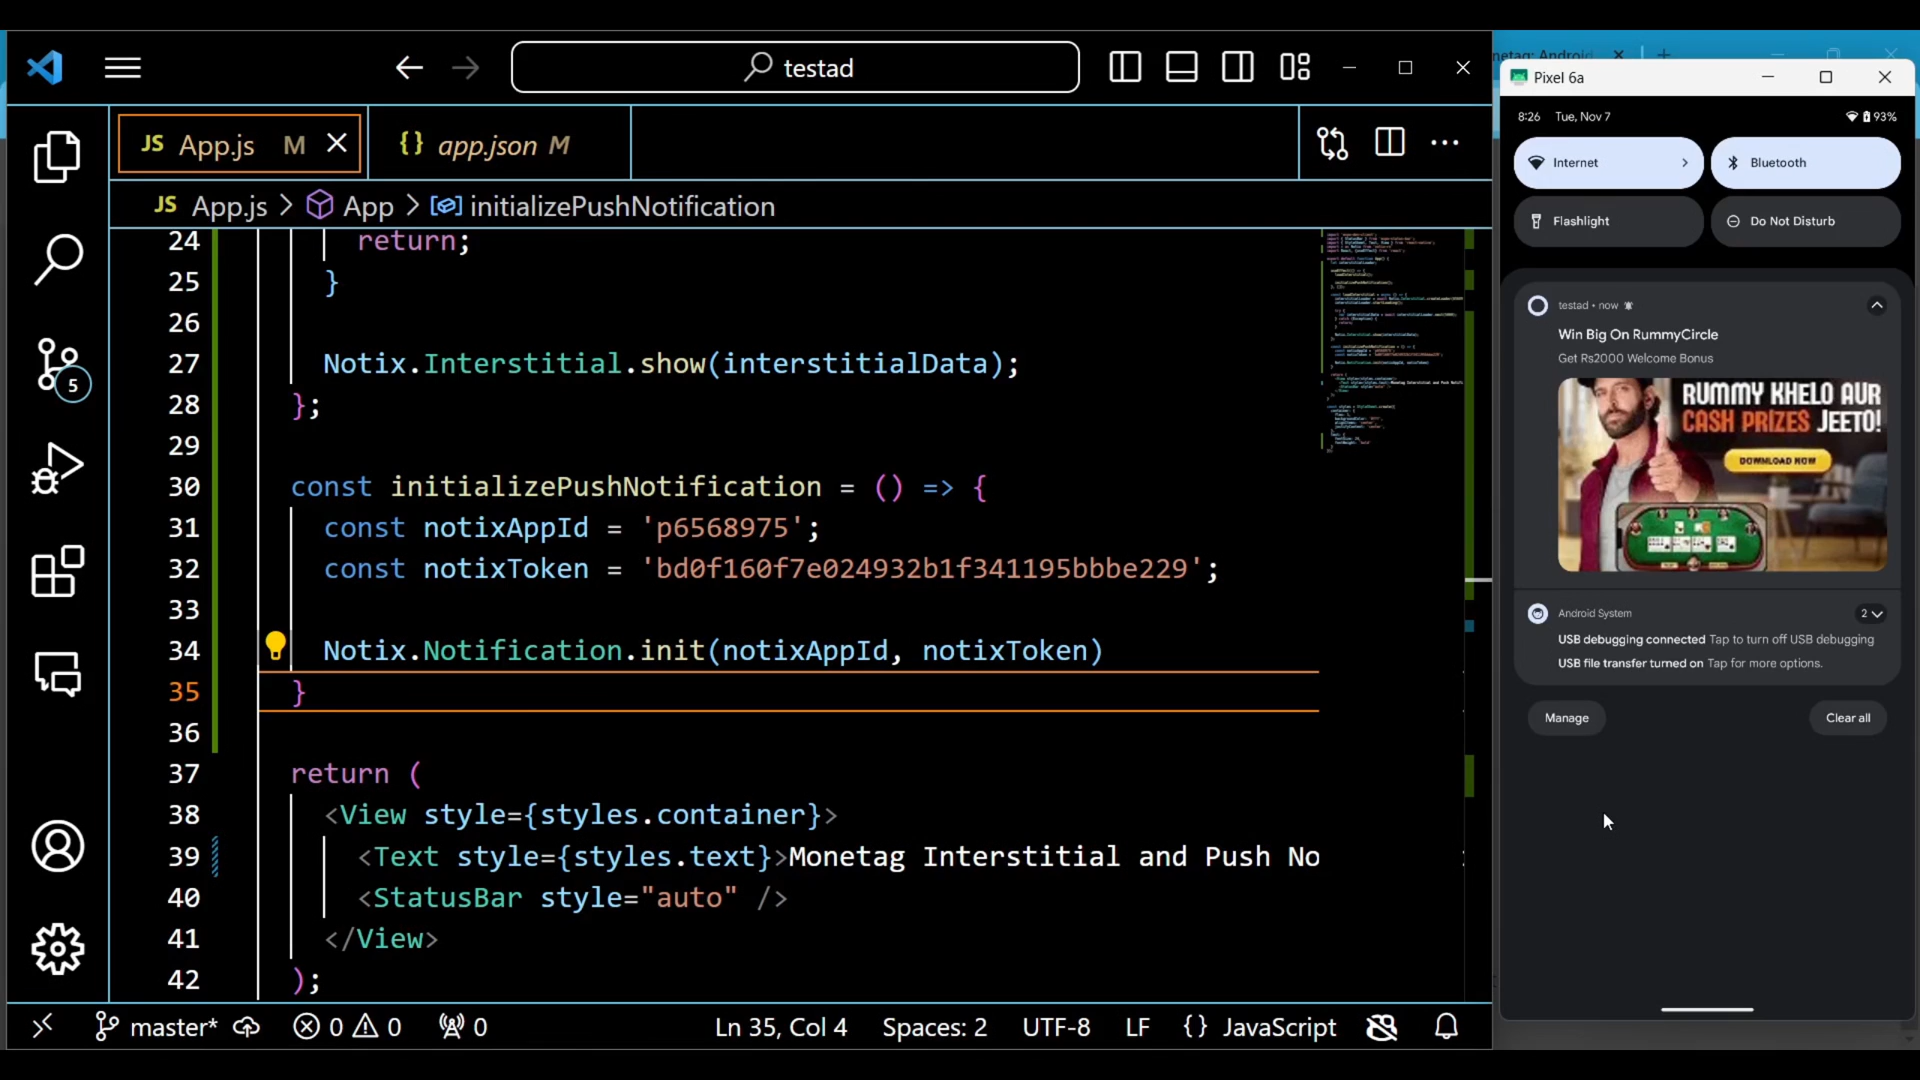 testad
netag: Android
JS App.js M
{} app.json M
JS App.js > App > initializePushNotification
24 return;
25 }
26
27 Notix.Interstitial.show(interstitialData);
28 };
29
30 const initializePushNotification = () => {
31 const notixAppId = 'p6568975';
32 const notixToken = 'bd0f160f7e024932b1f341195bbbe229';
33
34 Notix.Notification.init(notixAppId, notixToken)
35 }
36
37 return (
38 <View style={styles.container}>
39 <Text style={styles.text}>Monetag Interstitial and Push No
40 <StatusBar style="auto" />
41 </View>
42 );
5
master* 0 0 0 Ln 35, Col 4 Spaces: 2 UTF-8 LF {} JavaScript
Pixel 6a
8:26 Tue, Nov 7 93%
Internet
Bluetooth
Flashlight
Do Not Disturb
testad • now
Win Big On RummyCircle
Get Rs2000 Welcome Bonus
RUMMY KHELO AUR
CASH PRIZES JEETO!
DOWNLOAD NOW
Android System 2
USB debugging connected Tap to turn off USB debugging
USB file transfer turned on Tap for more options.
Manage
Clear all